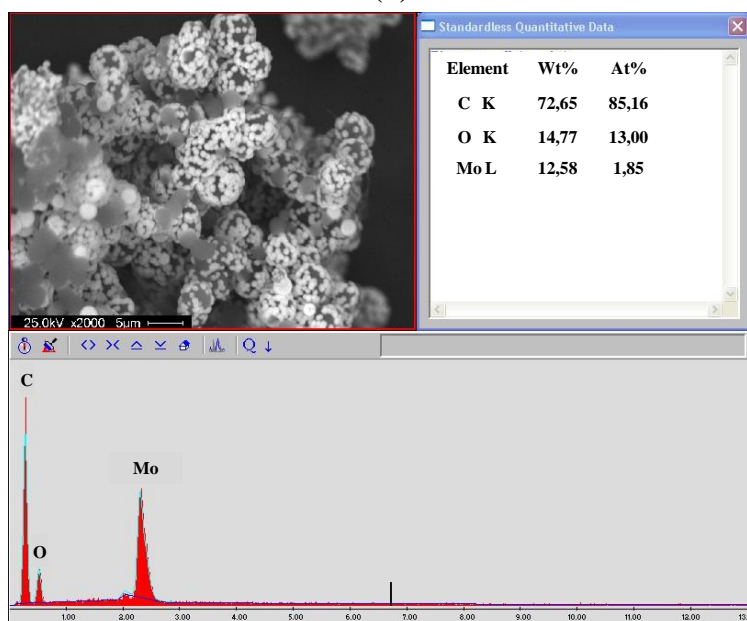 Standardless Quantitative Data
Element Wt% At%
C K 72,65 85,16
O K 14,77 13,00
Mo L 12,58 1,85
25.0kV x2000 5µm
Q
C
Mo
O
1.00 2.00 3.00 4.00 5.00 6.00 7.00 8.00 9.00 10.00 11.00 12.00